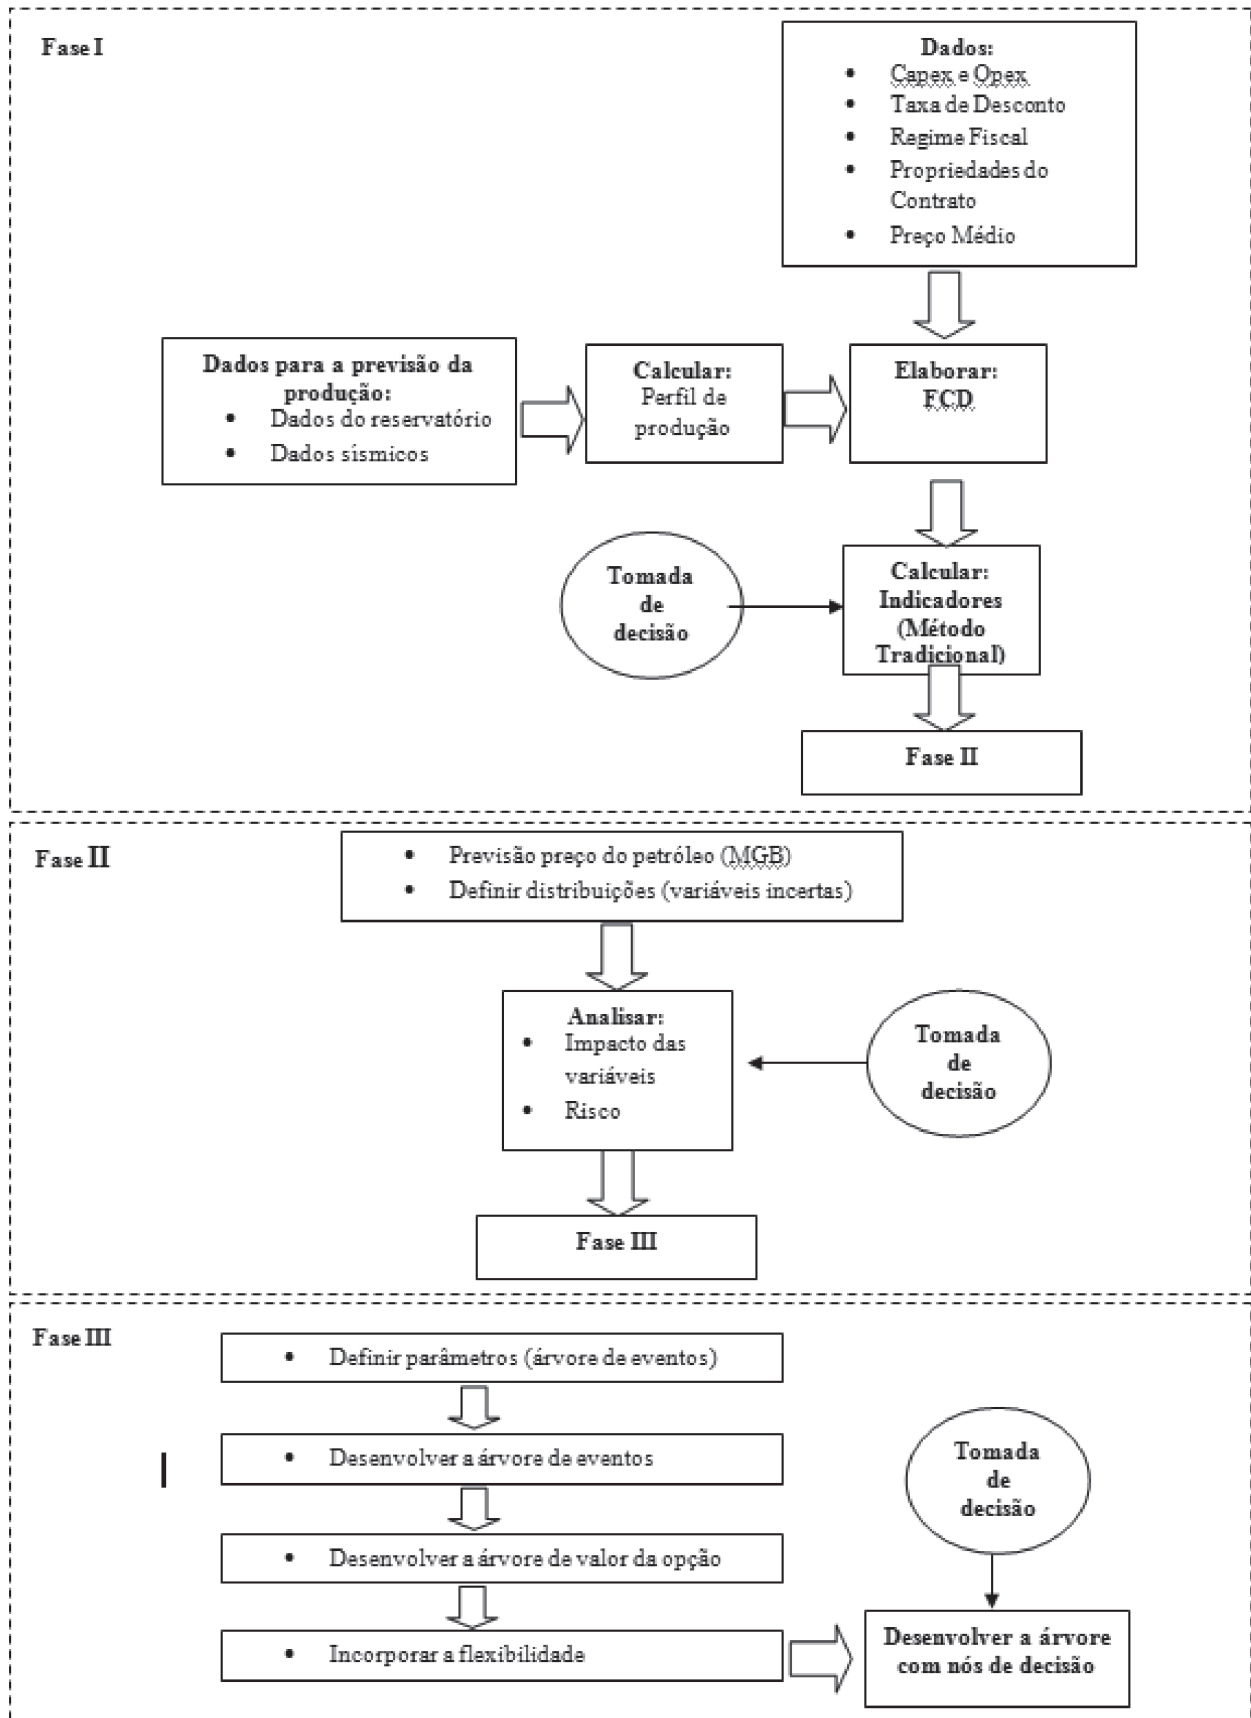 Fase I
Dados:
• Capex e Opex
• Taxa de Desconto
• Regime Fiscal
• Propriedades do
Contrato
• Preço Médio
Dados para a previsão da
produção:
• Dados do reservatório
• Dados sísmicos
Calcular:
Perfil de
produção
Elaborar:
FCD
Tomada
de
decisão
Calcular:
Indicadores
(Método
Tradicional)
Fase II
Fase II
• Previsão preço do petróleo (MGB)
• Definir distribuições (variáveis incertas)
Analisar:
• Impacto das
variáveis
• Risco
Tomada
de
decisão
Fase III
Fase III
• Definir parâmetros (árvore de eventos)
• Desenvolver a árvore de eventos
• Desenvolver a árvore de valor da opção
• Incorporar a flexibilidade
Tomada
de
decisão
Desenvolver a árvore
com nós de decisão